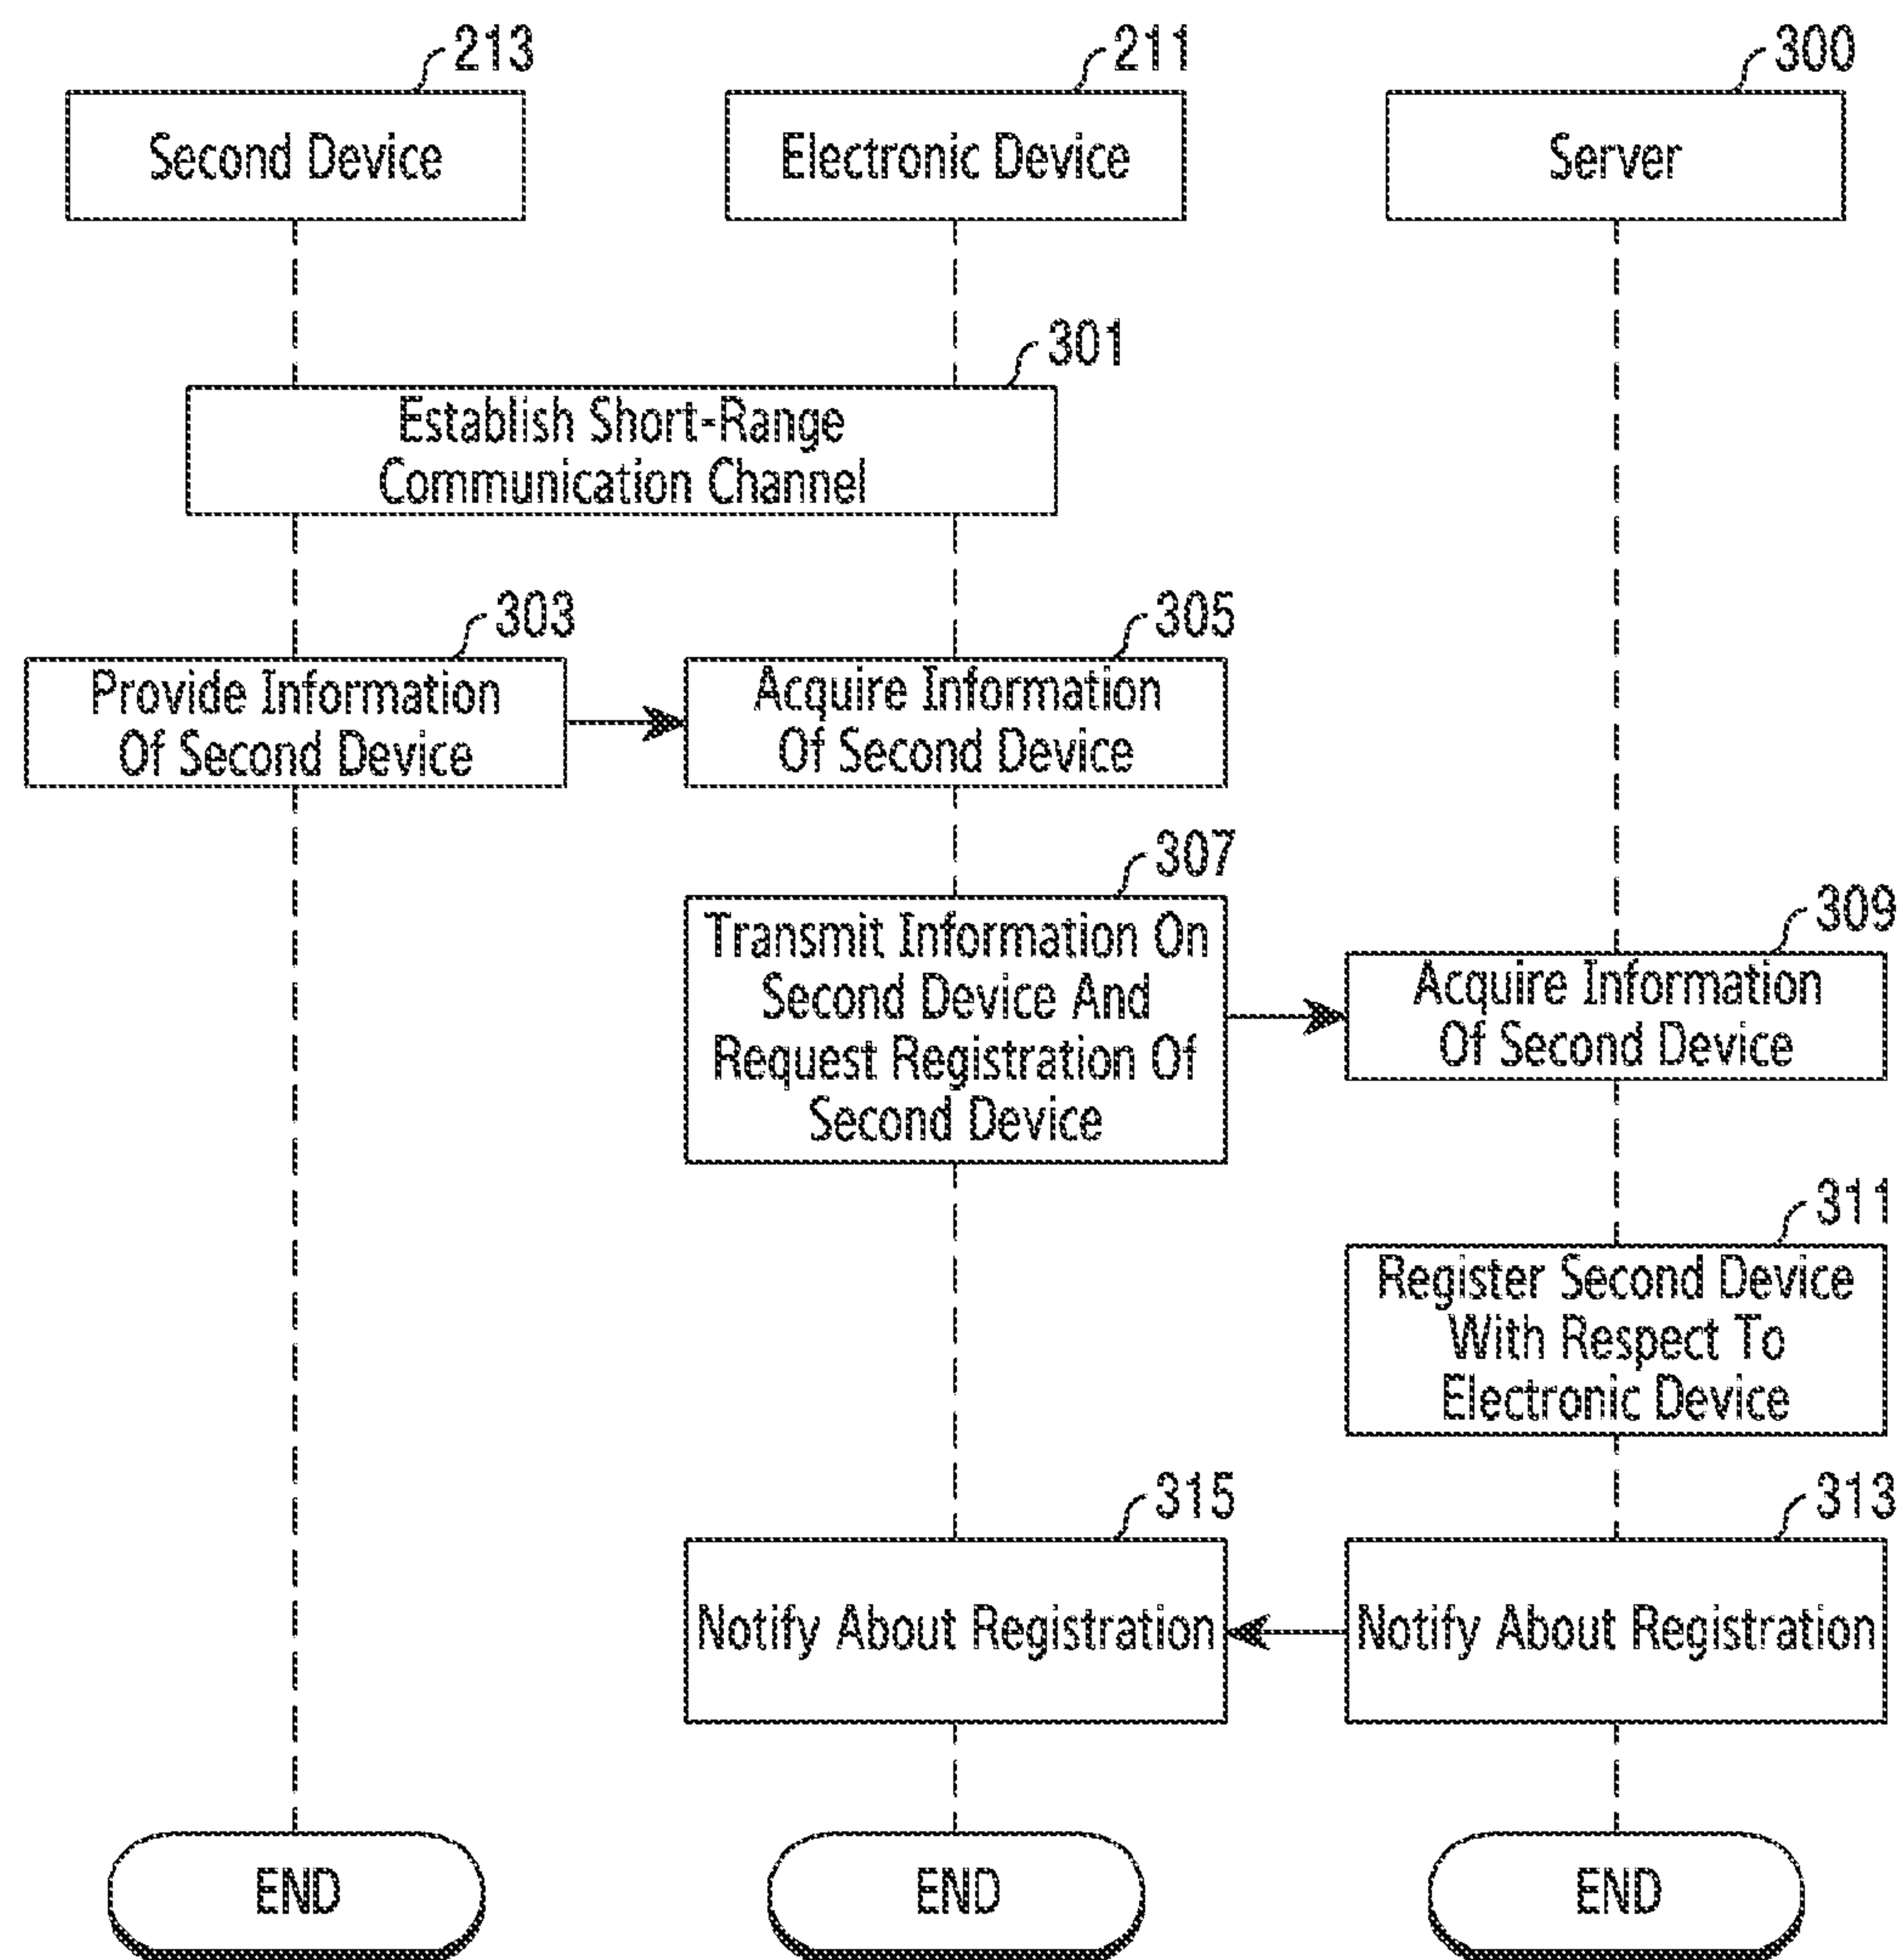 213
211
300
Second Device
Electronic Device
Server
301
Establish Short-Range
Communication Channel
303
305
Provide Information
Of Second Device
Acquire Information
Of Second Device
307
Transmit Information On
Second Device And
Request Registration Of
Second Device
309
Acquire Information
Of Second Device
311
Register Second Device
With Respect To
Electronic Device
315
313
Notify About Registration
Notify About Registration
END
END
END